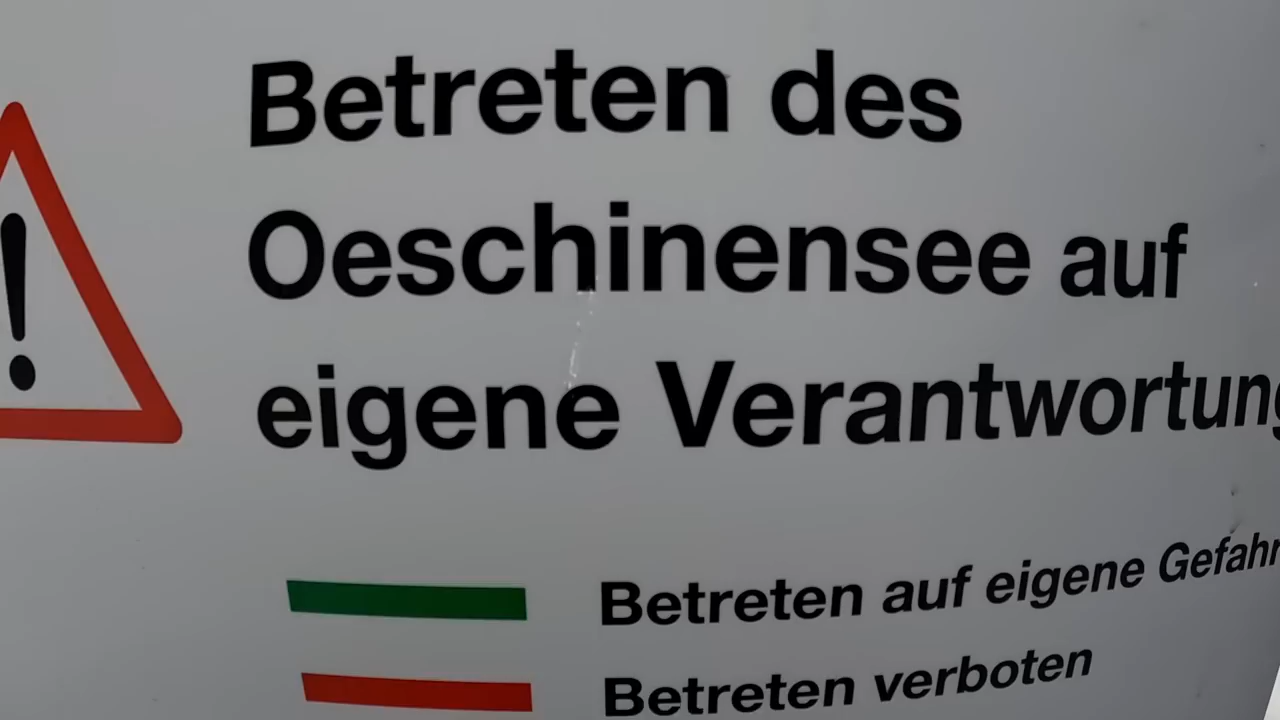 Betreten des
Oeschinensee auf
eigene Verantwortung
Betreten auf eigene Gefahr
Betreten verboten